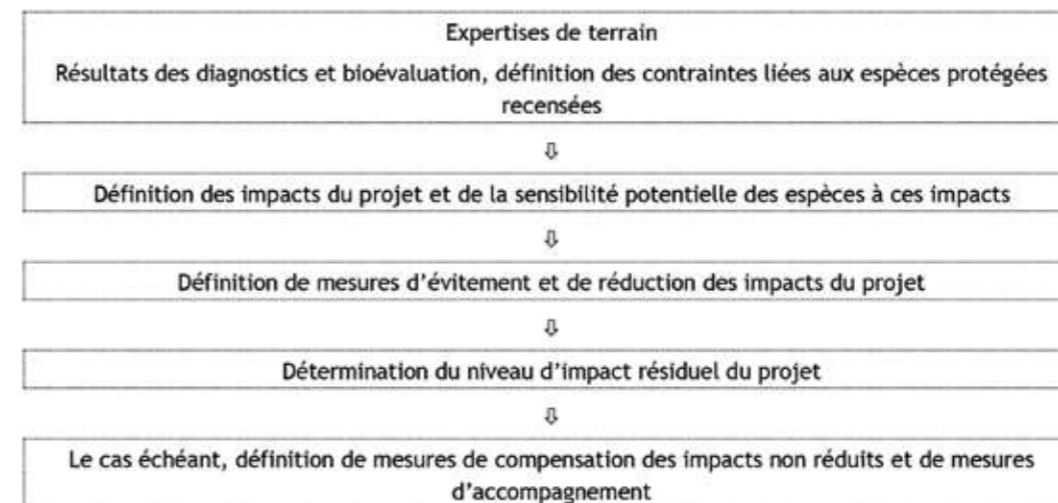 Expertises de terrain
Résultats des diagnostics et bioévaluation, définition des contraintes liées aux espèces protégées
recensées
⇩
Définition des impacts du projet et de la sensibilité potentielle des espèces à ces impacts
⇩
Définition de mesures d’évitement et de réduction des impacts du projet
⇩
Détermination du niveau d’impact résiduel du projet
⇩
Le cas échéant, définition de mesures de compensation des impacts non réduits et de mesures
d’accompagnement